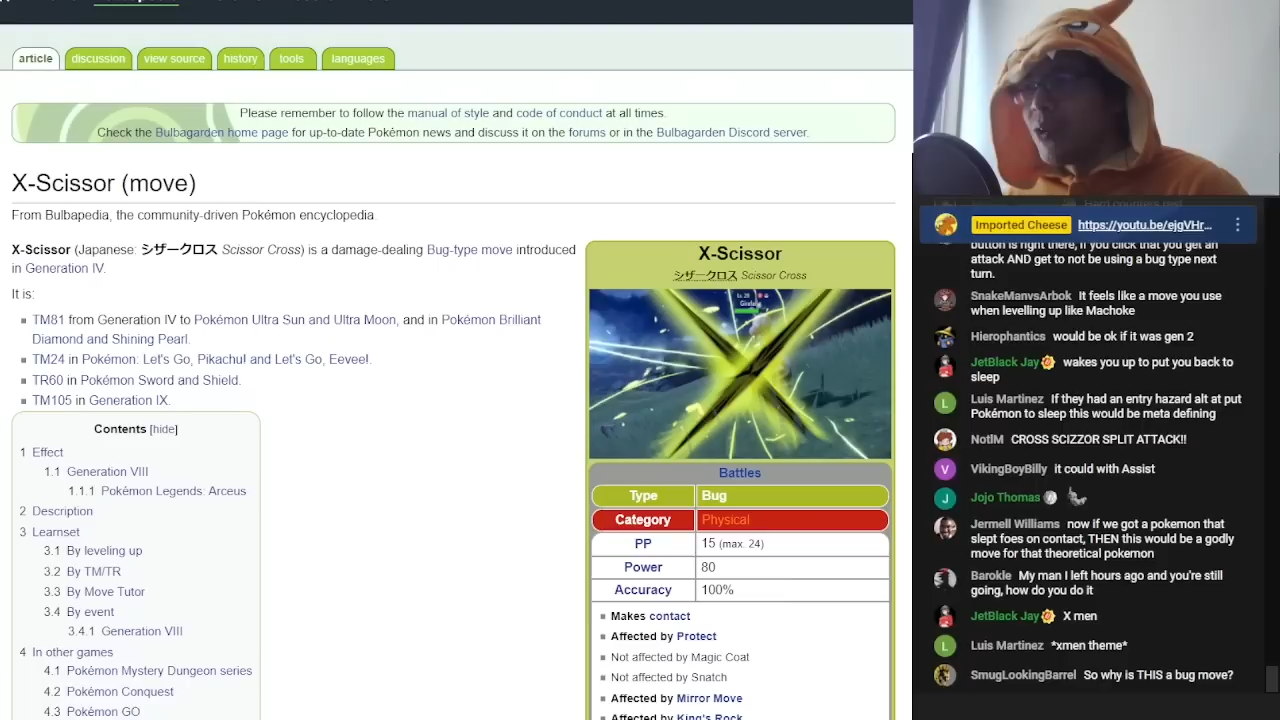 article
discussion
view source
history
tools
languages
Please remember to follow the manual of style and code of conduct at all times.
Check the Bulbagarden home page for up-to-date Pokémon news and discuss it on the forums or in the Bulbagarden Discord server.
X-Scissor (move)
From Bulbapedia, the community-driven Pokémon encyclopedia.
X-Scissor (Japanese: シザークロス Scissor Cross) is a damage-dealing Bug-type move introduced
in Generation IV.
It is:
TM81 from Generation IV to Pokémon Ultra Sun and Ultra Moon, and in Pokémon Brilliant
Diamond and Shining Pearl.
TM24 in Pokémon: Let's Go, Pikachu! and Let's Go, Eevee!.
TR60 in Pokémon Sword and Shield.
TM105 in Generation IX.
Contents [hide]
1 Effect
1.1 Generation VIII
1.1.1 Pokémon Legends: Arceus
2 Description
3 Learnset
3.1 By leveling up
3.2 By TM/TR
3.3 By Move Tutor
3.4 By event
3.4.1 Generation VIII
4 In other games
4.1 Pokémon Mystery Dungeon series
4.2 Pokémon Conquest
4.3 Pokémon GO
X-Scissor
シザークロス Scissor Cross
Battles
Type Bug
Category Physical
PP 15 (max. 24)
Power 80
Accuracy 100%
Makes contact
Affected by Protect
Not affected by Magic Coat
Not affected by Snatch
Affected by Mirror Move
Affected by King's Rock
Imported Cheese https://youtu.be/ejgVHr...
button is right there, if you click that you get an
attack AND get to not be using a bug type next
turn.
SnakeManvsArbok It feels like a move you use
when levelling up like Machoke
Hierophantics would be ok if it was gen 2
JetBlack Jay wakes you up to put you back to
sleep
Luis Martinez If they had an entry hazard alt at put
Pokémon to sleep this would be meta defining
NotIM CROSS SCIZZOR SPLIT ATTACK!!
VikingBoyBilly it could with Assist
Jojo Thomas
Jermell Williams now if we got a pokemon that
slept foes on contact, THEN this would be a godly
move for that theoretical pokemon
Barokle My man I left hours ago and you're still
going, how do you do it
JetBlack Jay X men
Luis Martinez *xmen theme*
SmugLookingBarrel So why is THIS a bug move?